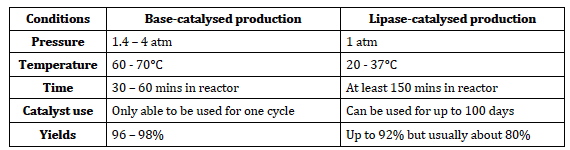 Conditions Base-catalysed production Lipase-catalysed production
Pressure 1.4 – 4 atm 1 atm
Temperature 60 - 70°C 20 - 37°C
Time 30 – 60 mins in reactor At least 150 mins in reactor
Catalyst use Only able to be used for one cycle Can be used for up to 100 days
Yields 96 – 98% Up to 92% but usually about 80%